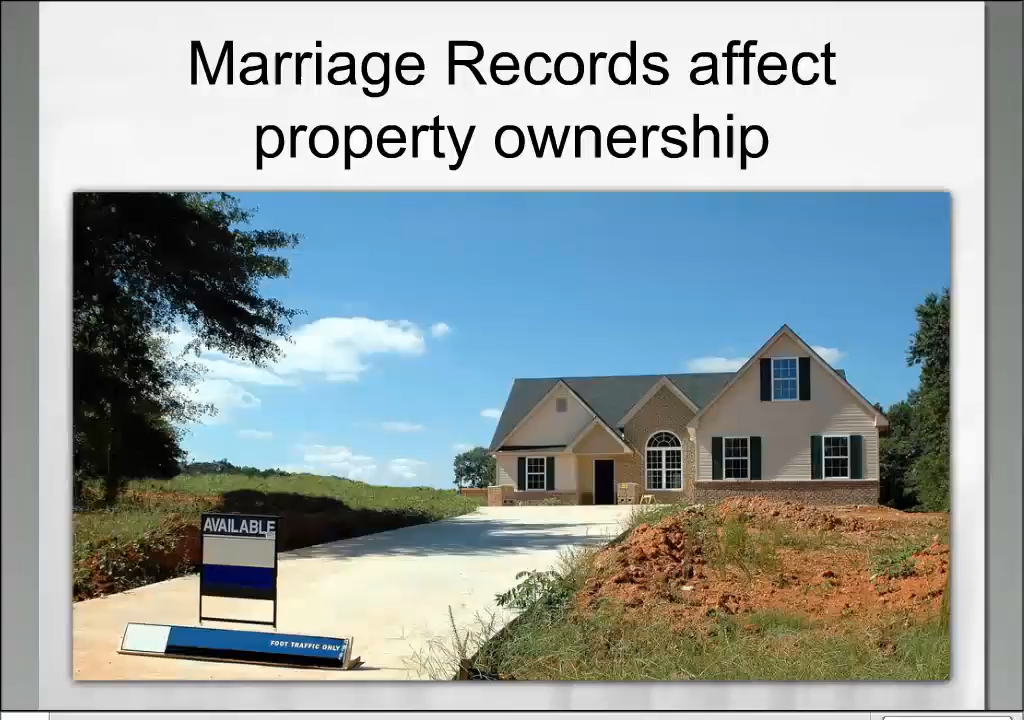 Marriage Records affect
property ownership
AVAILABLE
FOOT TRAFFIC ONLY